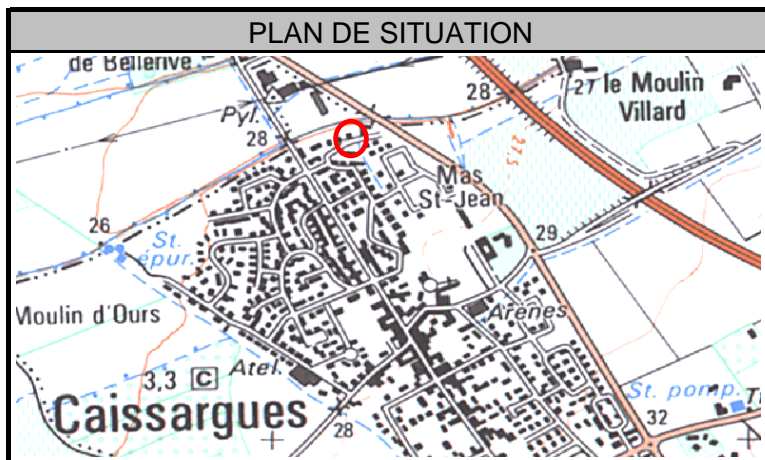 PLAN DE SITUATION
de Bellerive
27 le Moulin
Villard
28
Pyl.
28
27,5
Mas
St-Jean
26
St.
épur.
29
Moulin d'Ours
Arènes
3,3 C Atel.
St. pomp.
Caissargues
28
32